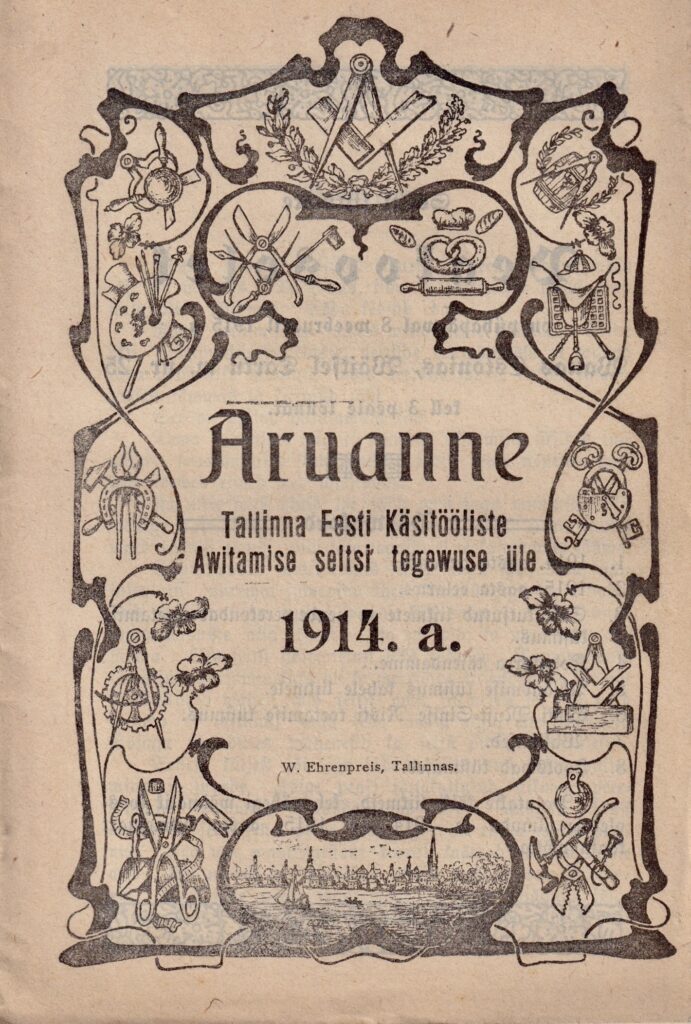 Aruanne
Tallinna Eesti Käsitööliste
Awitamise seltsi tegewuse üle
1914. a.
W. Ehrenpreis, Tallinnas.